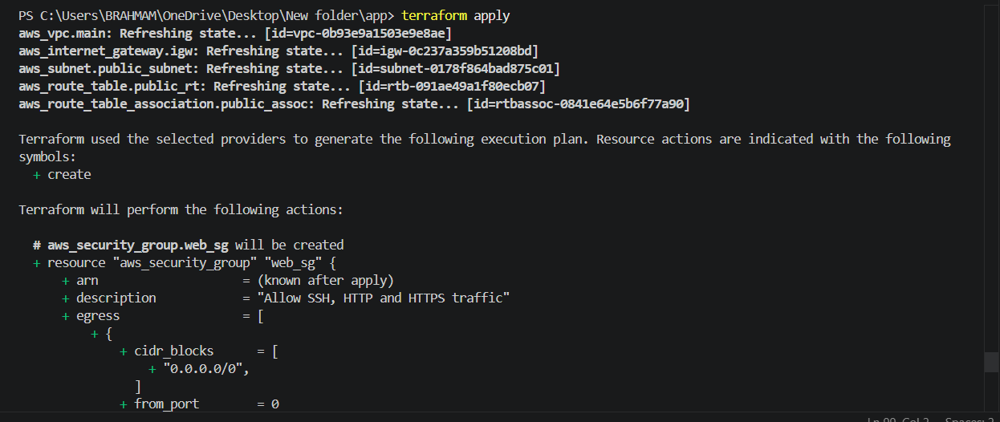 PS C:\Users\BRAHMAM\OneDrive\Desktop\New folder\app> terraform apply
aws_vpc.main: Refreshing state... [id=vpc-0b93e9a1503e9e8ae]
aws_internet_gateway.igw: Refreshing state... [id=igw-0c237a359b51208bd]
aws_subnet.public_subnet: Refreshing state... [id=subnet-0178f864bad875c01]
aws_route_table.public_rt: Refreshing state... [id=rtb-091ae49a1f80ecb07]
aws_route_table_association.public_assoc: Refreshing state... [id=rtbassoc-0841e64e5b6f77a90]
Terraform used the selected providers to generate the following execution plan. Resource actions are indicated with the following
symbols:
+ create
Terraform will perform the following actions:
# aws_security_group.web_sg will be created
+ resource "aws_security_group" "web_sg" {
+ arn = (known after apply)
+ description = "Allow SSH, HTTP and HTTPS traffic"
+ egress = [
+ {
+ cidr_blocks = [
+ "0.0.0.0/0",
]
+ from_port = 0